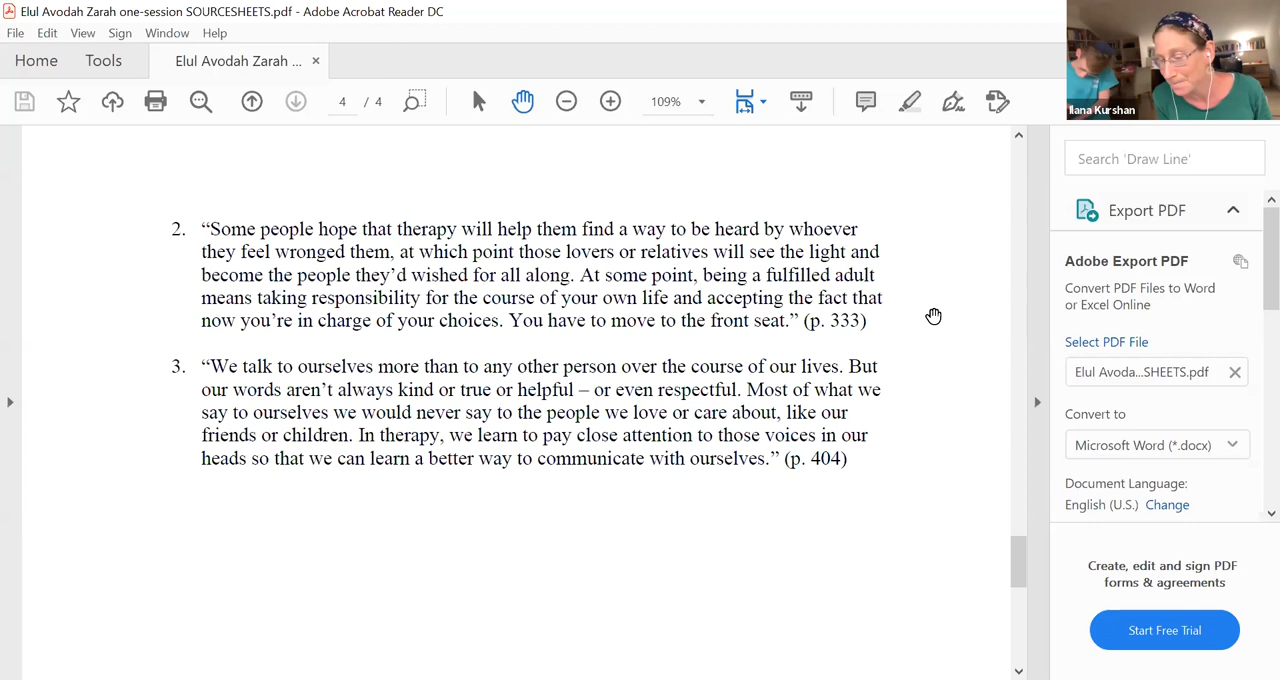 Elul Avodah Zarah one-session SOURCESHEETS.pdf - Adobe Acrobat Reader DC
File Edit View Sign Window Help
Home Tools Elul Avodah Zarah ... ×
4 / 4 109%
Ilana Kurshan
2. “Some people hope that therapy will help them find a way to be heard by whoever
they feel wronged them, at which point those lovers or relatives will see the light and
become the people they’d wished for all along. At some point, being a fulfilled adult
means taking responsibility for the course of your own life and accepting the fact that
now you’re in charge of your choices. You have to move to the front seat.” (p. 333)
3. “We talk to ourselves more than to any other person over the course of our lives. But
our words aren’t always kind or true or helpful – or even respectful. Most of what we
say to ourselves we would never say to the people we love or care about, like our
friends or children. In therapy, we learn to pay close attention to those voices in our
heads so that we can learn a better way to communicate with ourselves.” (p. 404)
Search 'Draw Line'
Export PDF
Adobe Export PDF
Convert PDF Files to Word
or Excel Online
Select PDF File
Elul Avoda...SHEETS.pdf
Convert to
Microsoft Word (*.docx)
Document Language:
English (U.S.) Change
Create, edit and sign PDF
forms & agreements
Start Free Trial